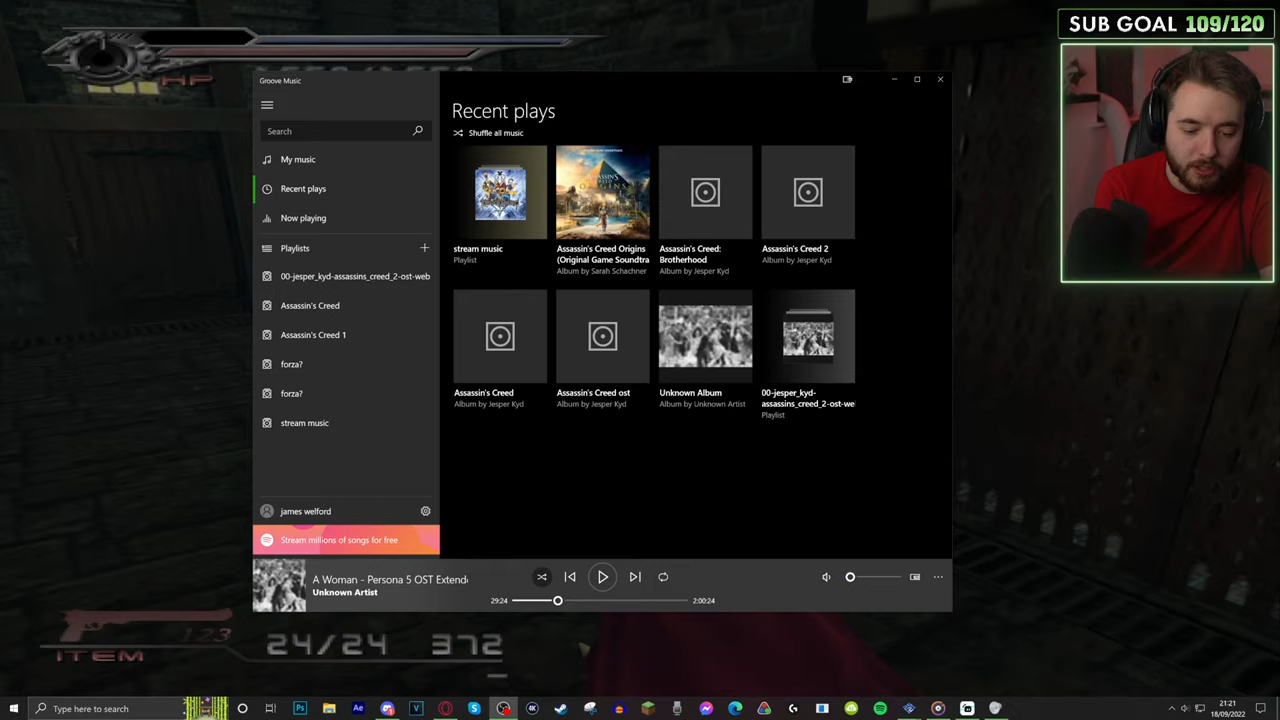 SUB GOAL 109/120
HP
Groove Music
Search
My music
Recent plays
Now playing
Playlists
00-jesper_kyd-assassins_creed_2-ost-web
Assassin's Creed
Assassin's Creed 1
forza?
forza?
stream music
james welford
Stream millions of songs for free
Recent plays
Shuffle all music
stream music
Playlist
Assassin's Creed Origins
(Original Game Soundtra
Album by Sarah Schachner
Assassin's Creed:
Brotherhood
Album by Jesper Kyd
Assassin's Creed 2
Album by Jesper Kyd
Assassin's Creed
Album by Jesper Kyd
Assassin's Creed ost
Album by Jesper Kyd
Unknown Album
Album by Unknown Artist
00-jesper_kyd-
assassins_creed_2-ost-we
Playlist
A Woman - Persona 5 OST Extende
Unknown Artist
29:24
2:00:24
123
ITEM
24/24 372
Type here to search
21:21
18/09/2022